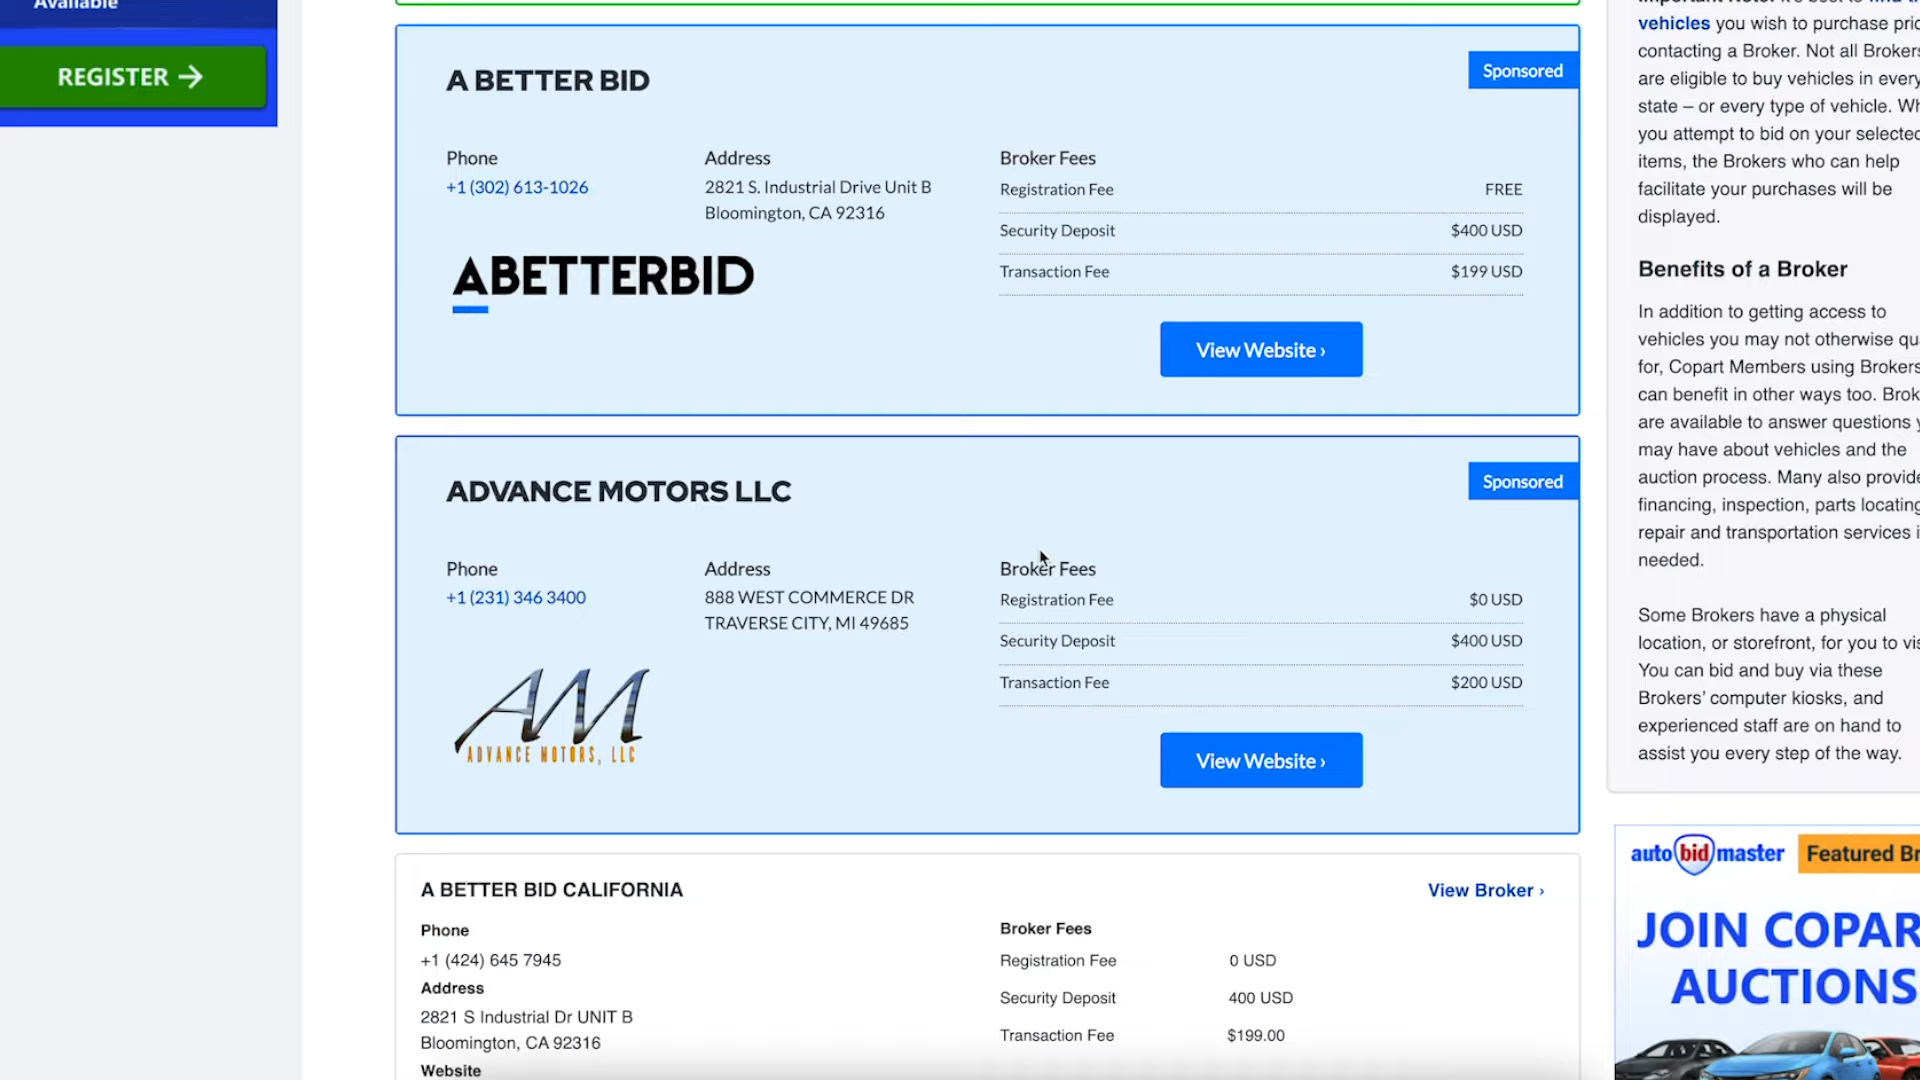 Available
REGISTER →
A BETTER BID
Sponsored
Phone
+1 (302) 613-1026
Address
2821 S. Industrial Drive Unit B
Bloomington, CA 92316
ABETTERBID
Broker Fees
Registration Fee FREE
Security Deposit $400 USD
Transaction Fee $199 USD
View Website ›
ADVANCE MOTORS LLC
Sponsored
Phone
+1 (231) 346 3400
Address
888 WEST COMMERCE DR
TRAVERSE CITY, MI 49685
AM
ADVANCE MOTORS, LLC
Broker Fees
Registration Fee $0 USD
Security Deposit $400 USD
Transaction Fee $200 USD
View Website ›
A BETTER BID CALIFORNIA
View Broker ›
Phone
+1 (424) 645 7945
Address
2821 S Industrial Dr UNIT B
Bloomington, CA 92316
Website
Broker Fees
Registration Fee 0 USD
Security Deposit 400 USD
Transaction Fee $199.00
vehicles you wish to purchase
contacting a Broker. Not all Brokers
are eligible to buy vehicles in every
state – or every type of vehicle.
you attempt to bid on your selected
items, the Brokers who can help
facilitate your purchases will be
displayed.
Benefits of a Broker
In addition to getting access to
vehicles you may not otherwise
for, Copart Members using Brokers
can benefit in other ways too.
are available to answer questions
may have about vehicles and the
auction process. Many also provide
financing, inspection, parts locating
repair and transportation services
needed.
Some Brokers have a physical
location, or storefront, for you to
You can bid and buy via these
Brokers' computer kiosks, and
experienced staff are on hand to
assist you every step of the way.
autobidmaster
Featured
JOIN COPAR
AUCTIONS